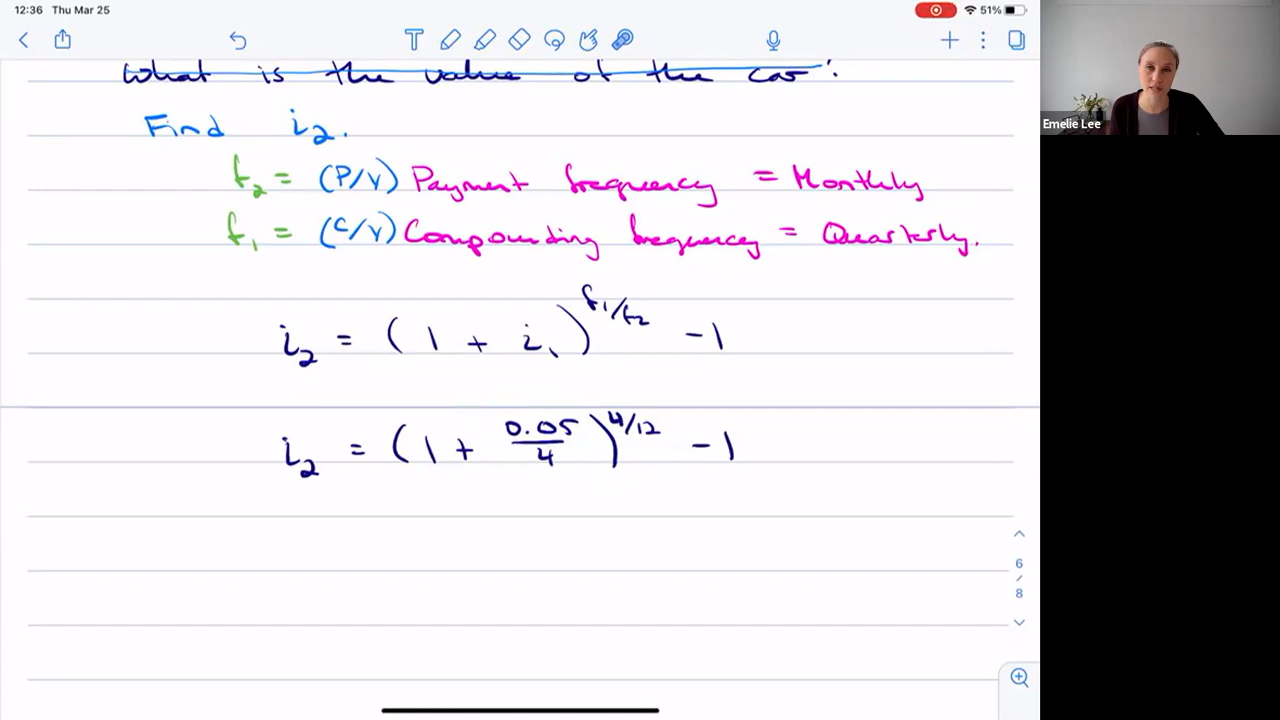 12:36 Thu Mar 25
51%
What is the value of the car?
Emelie Lee
Find i₂.
f₂ = (P/Y) Payment frequency = Monthly
f₁ = (C/Y) Compounding frequency = Quarterly.
i₂ = (1 + i₁)^f₁/f₂ - 1
i₂ = (1 + 0.05/4)^4/12 - 1
6
/
8